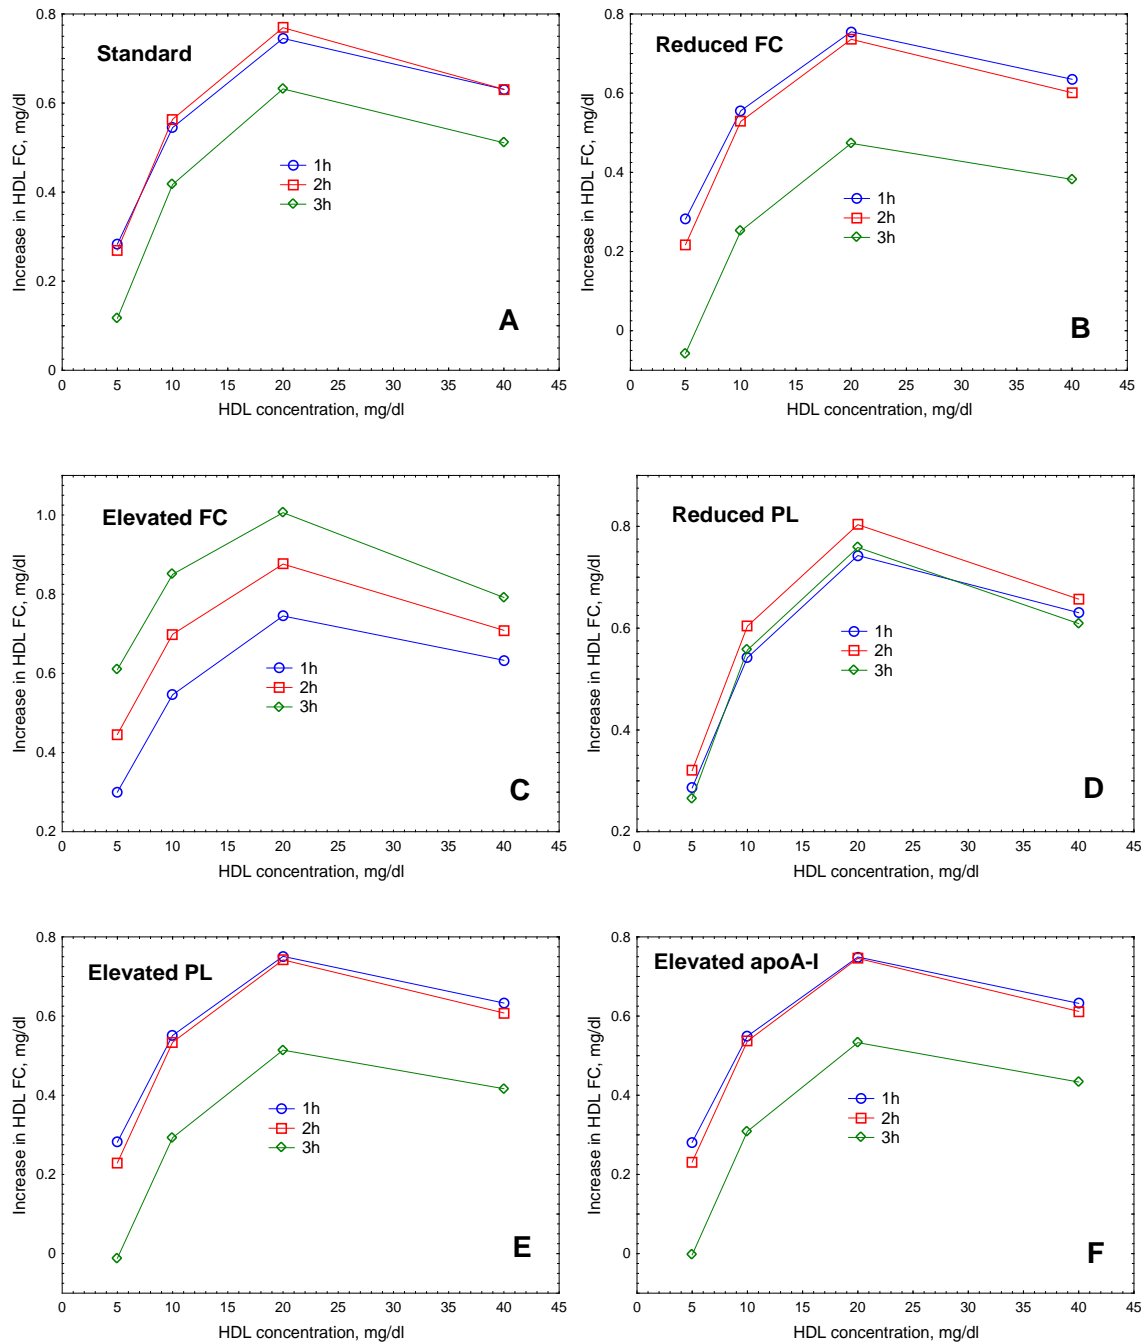 Standard
Increase in HDL FC, mg/dl
0.8
0.6
0.4
0.2
0
1h
2h
3h
A
0 5 10 15 20 25 30 35 40 45
HDL concentration, mg/dl
Reduced FC
Increase in HDL FC, mg/dl
0.8
0.6
0.4
0.2
0
1h
2h
3h
B
0 5 10 15 20 25 30 35 40 45
HDL concentration, mg/dl
Elevated FC
Increase in HDL FC, mg/dl
1.0
0.8
0.6
0.4
0.2
1h
2h
3h
C
0 5 10 15 20 25 30 35 40 45
HDL concentration, mg/dl
Reduced PL
Increase in HDL FC, mg/dl
0.8
0.6
0.4
0.2
1h
2h
3h
D
0 5 10 15 20 25 30 35 40 45
HDL concentration, mg/dl
Elevated PL
Increase in HDL FC, mg/dl
0.8
0.6
0.4
0.2
0
1h
2h
3h
E
0 5 10 15 20 25 30 35 40 45
HDL concentration, mg/dl
Elevated apoA-I
Increase in HDL FC, mg/dl
0.8
0.6
0.4
0.2
0
1h
2h
3h
F
0 5 10 15 20 25 30 35 40 45
HDL concentration, mg/dl